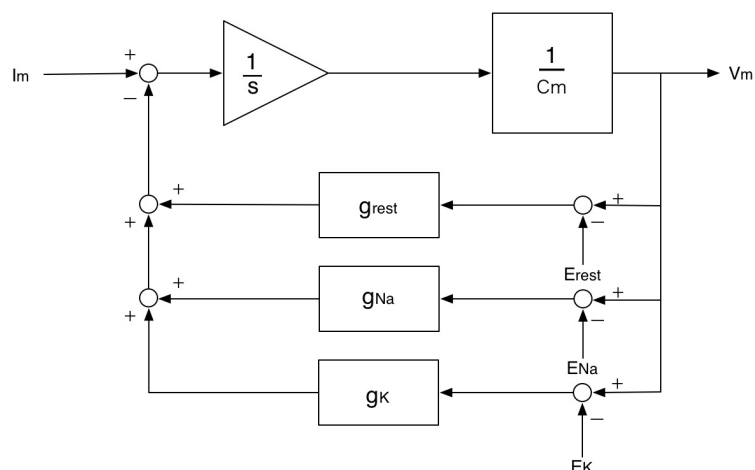 +
Im
1
s
1
Cm
Vm
−
+
grest
+
+
−
Erest
+
gNa
+
+
−
ENa
gK
+
−
EK